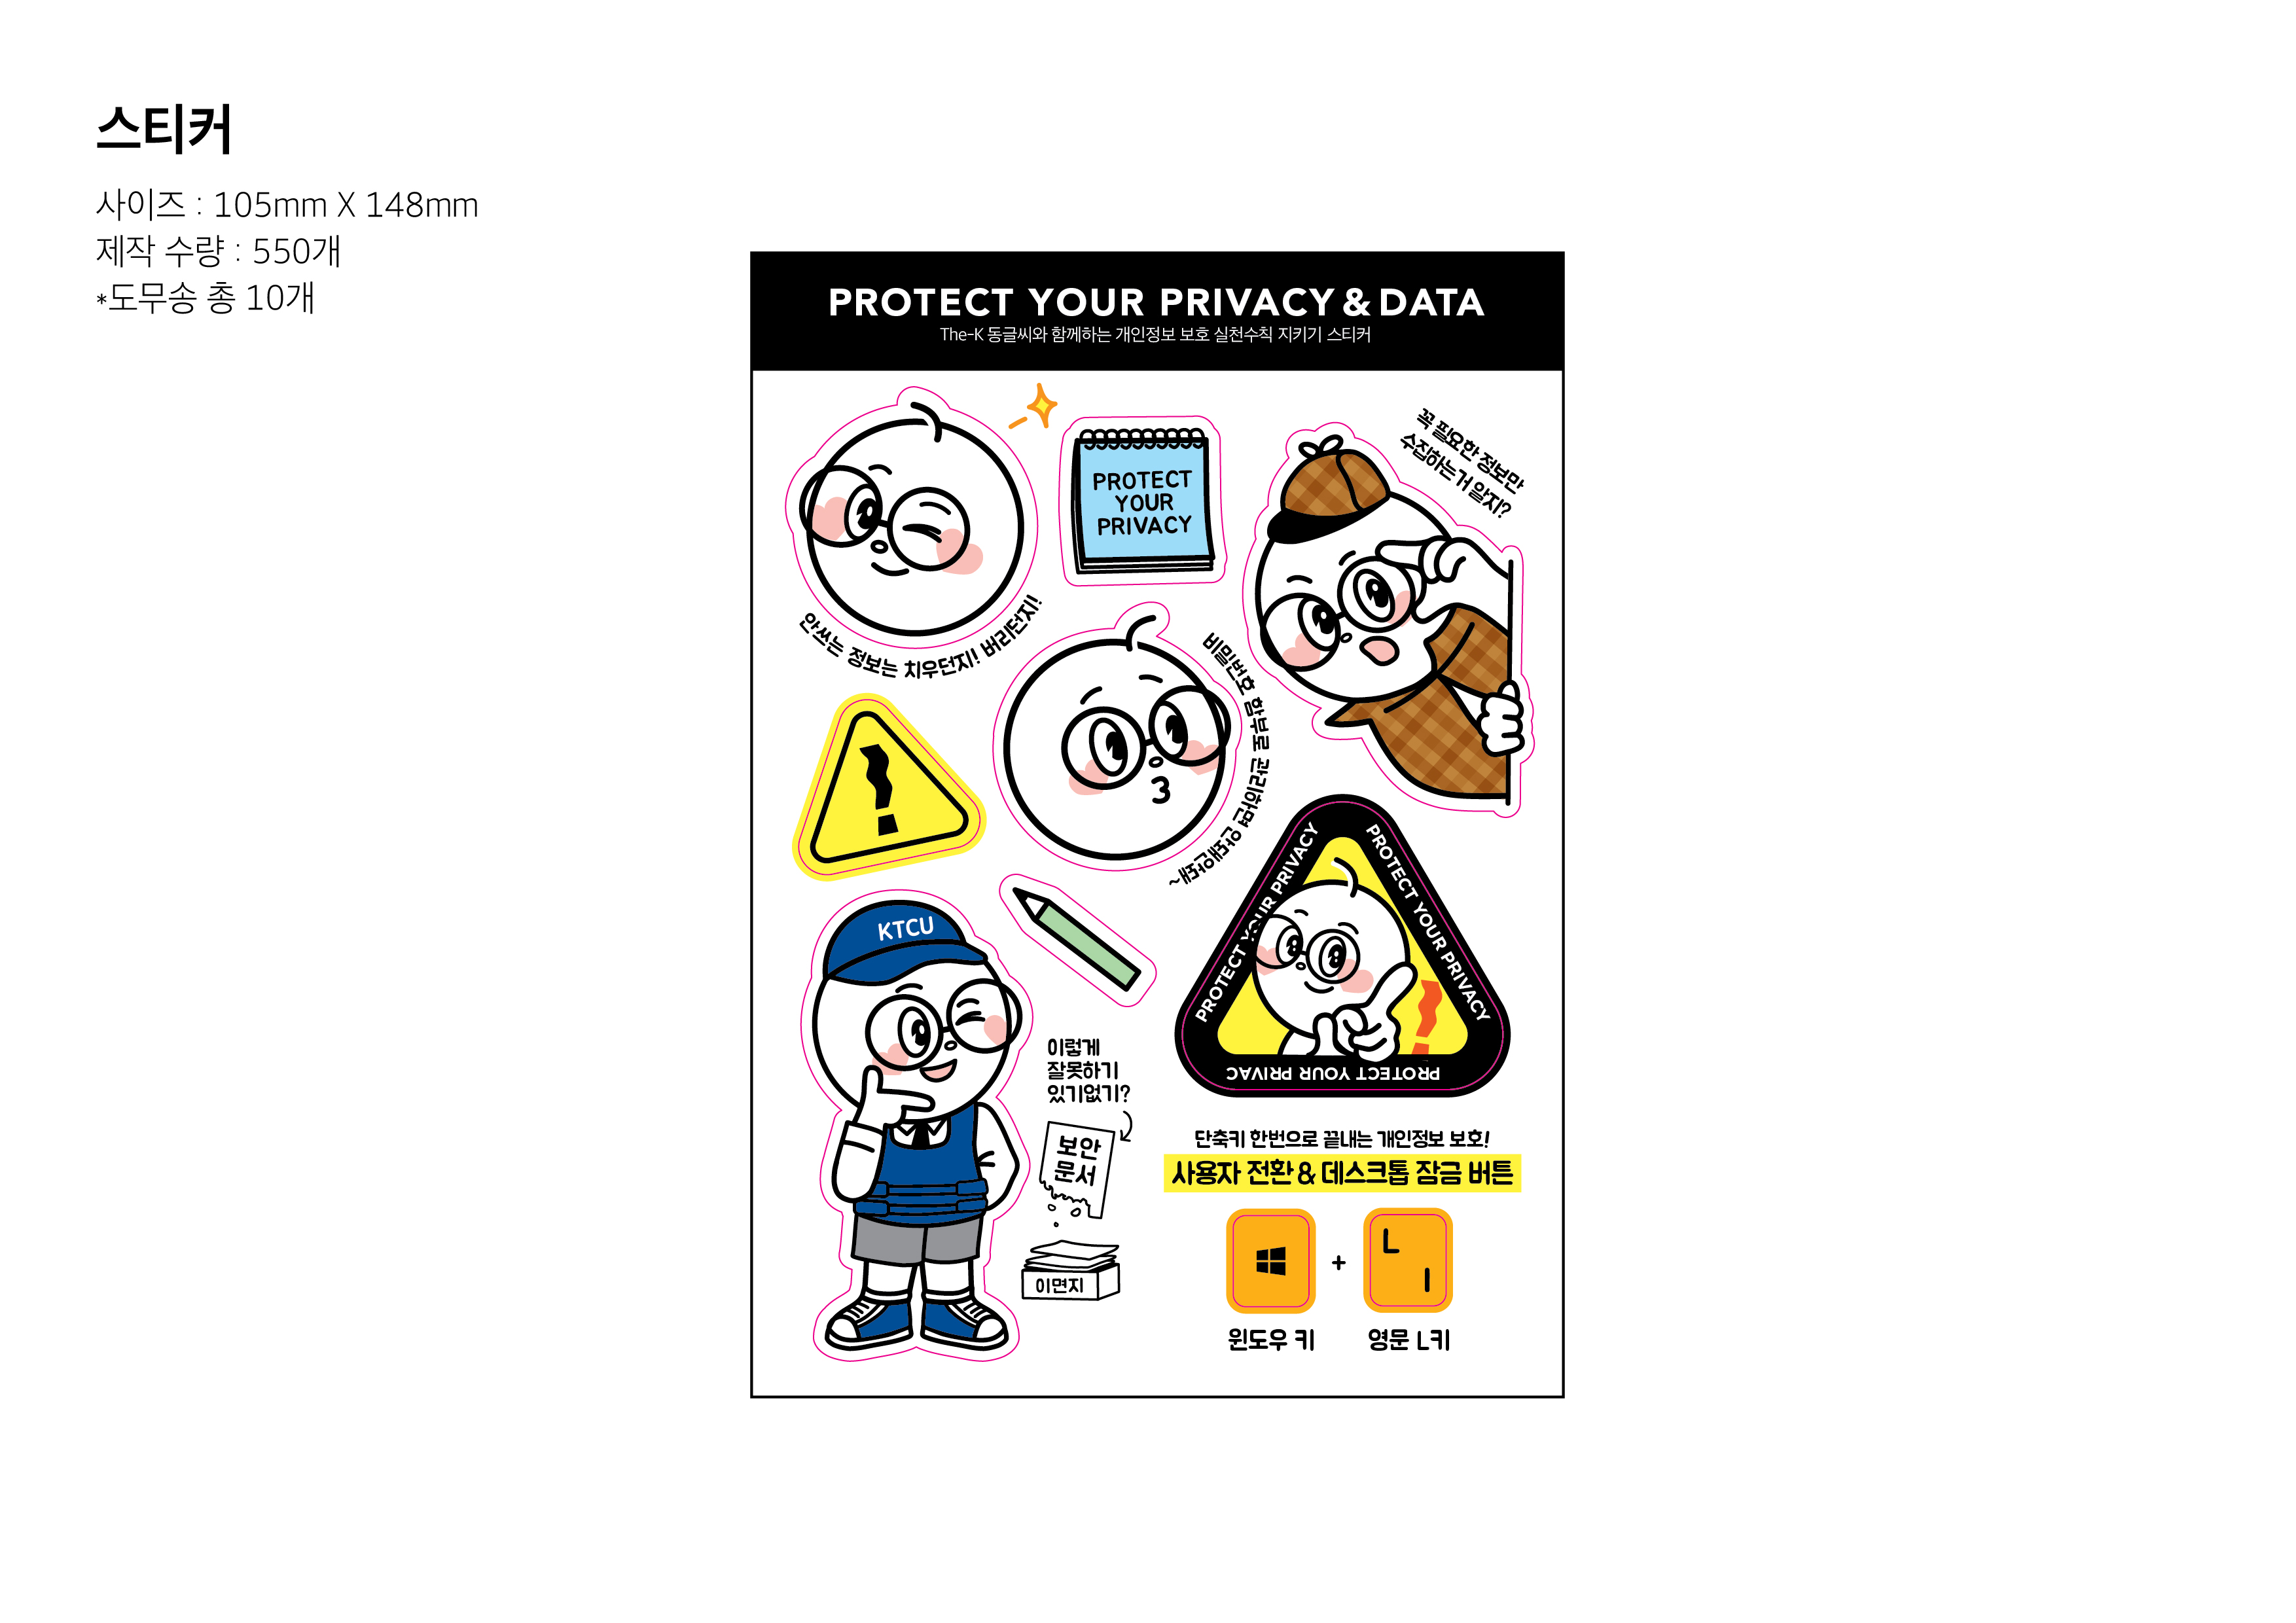 스티커
사이즈 : 105mm X 148mm
제작 수량 : 550개
*도무송 총 10개
PROTECT YOUR PRIVACY & DATA
The-K 동글씨와 함께하는 개인정보 보호 실천수칙 지키기 스티커
안쓰는 정보는 치우던지! 버리던지!
PROTECT
YOUR
PRIVACY
꼭 필요한 정보만
수집하는거 알지?
비밀번호 함부로 관리하면 앙대앙대~
PROTECT YOUR PRIVACY
PROTECT YOUR PRIVACY
PROTECT YOUR PRIVAC
KTCU
이렇게
잘못하기
있기없기?
보안
문서
이면지
단축키 한번으로 끝내는 개인정보 보호!
사용자 전환 & 데스크톱 잠금 버튼
+
L
ㅣ
윈도우 키
영문 L키